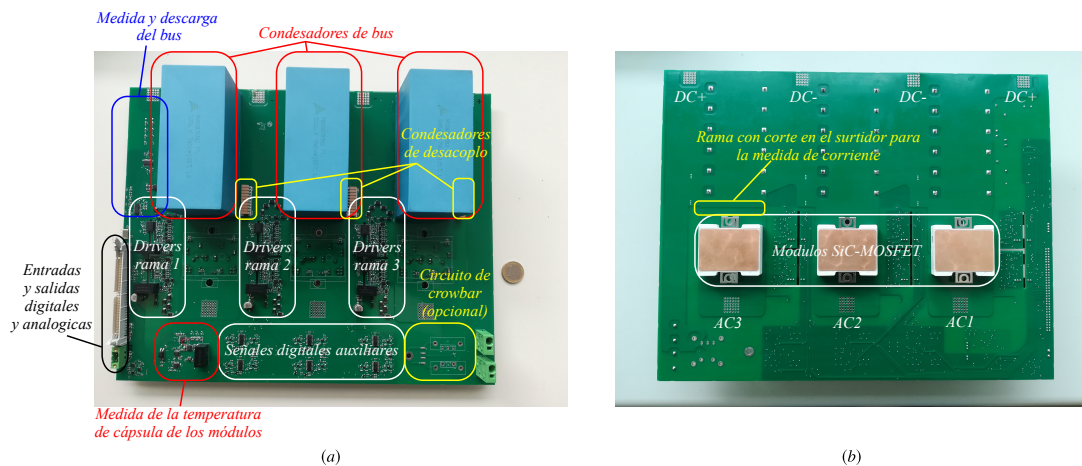 Medida y descarga
del bus
Condesadores de bus
Condesadores
de desacoplo
Drivers
rama 1
Drivers
rama 2
Drivers
rama 3
Entradas
y salidas
digitales
y analogicas
Circuito de
crowbar
(opcional)
Señales digitales auxiliares
Medida de la temperatura
de cápsula de los módulos
(a)
DC+
DC-
DC-
DC+
Rama con corte en el surtidor para
la medida de corriente
Módulos SiC-MOSFET
AC3
AC2
AC1
(b)